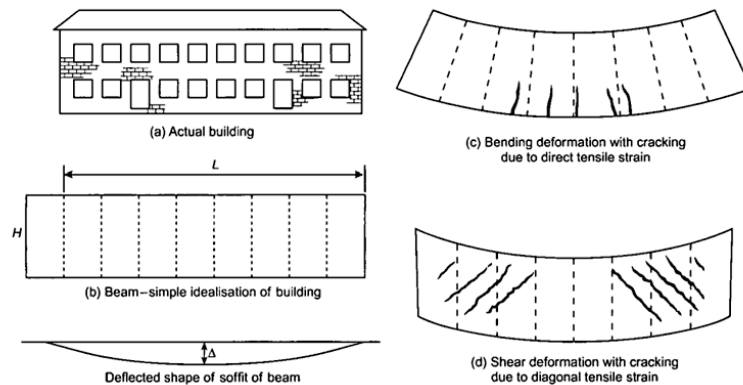 (a) Actual building
L
H
(b) Beam–simple idealisation of building
Δ
Deflected shape of soffit of beam
(c) Bending deformation with cracking
due to direct tensile strain
(d) Shear deformation with cracking
due to diagonal tensile strain